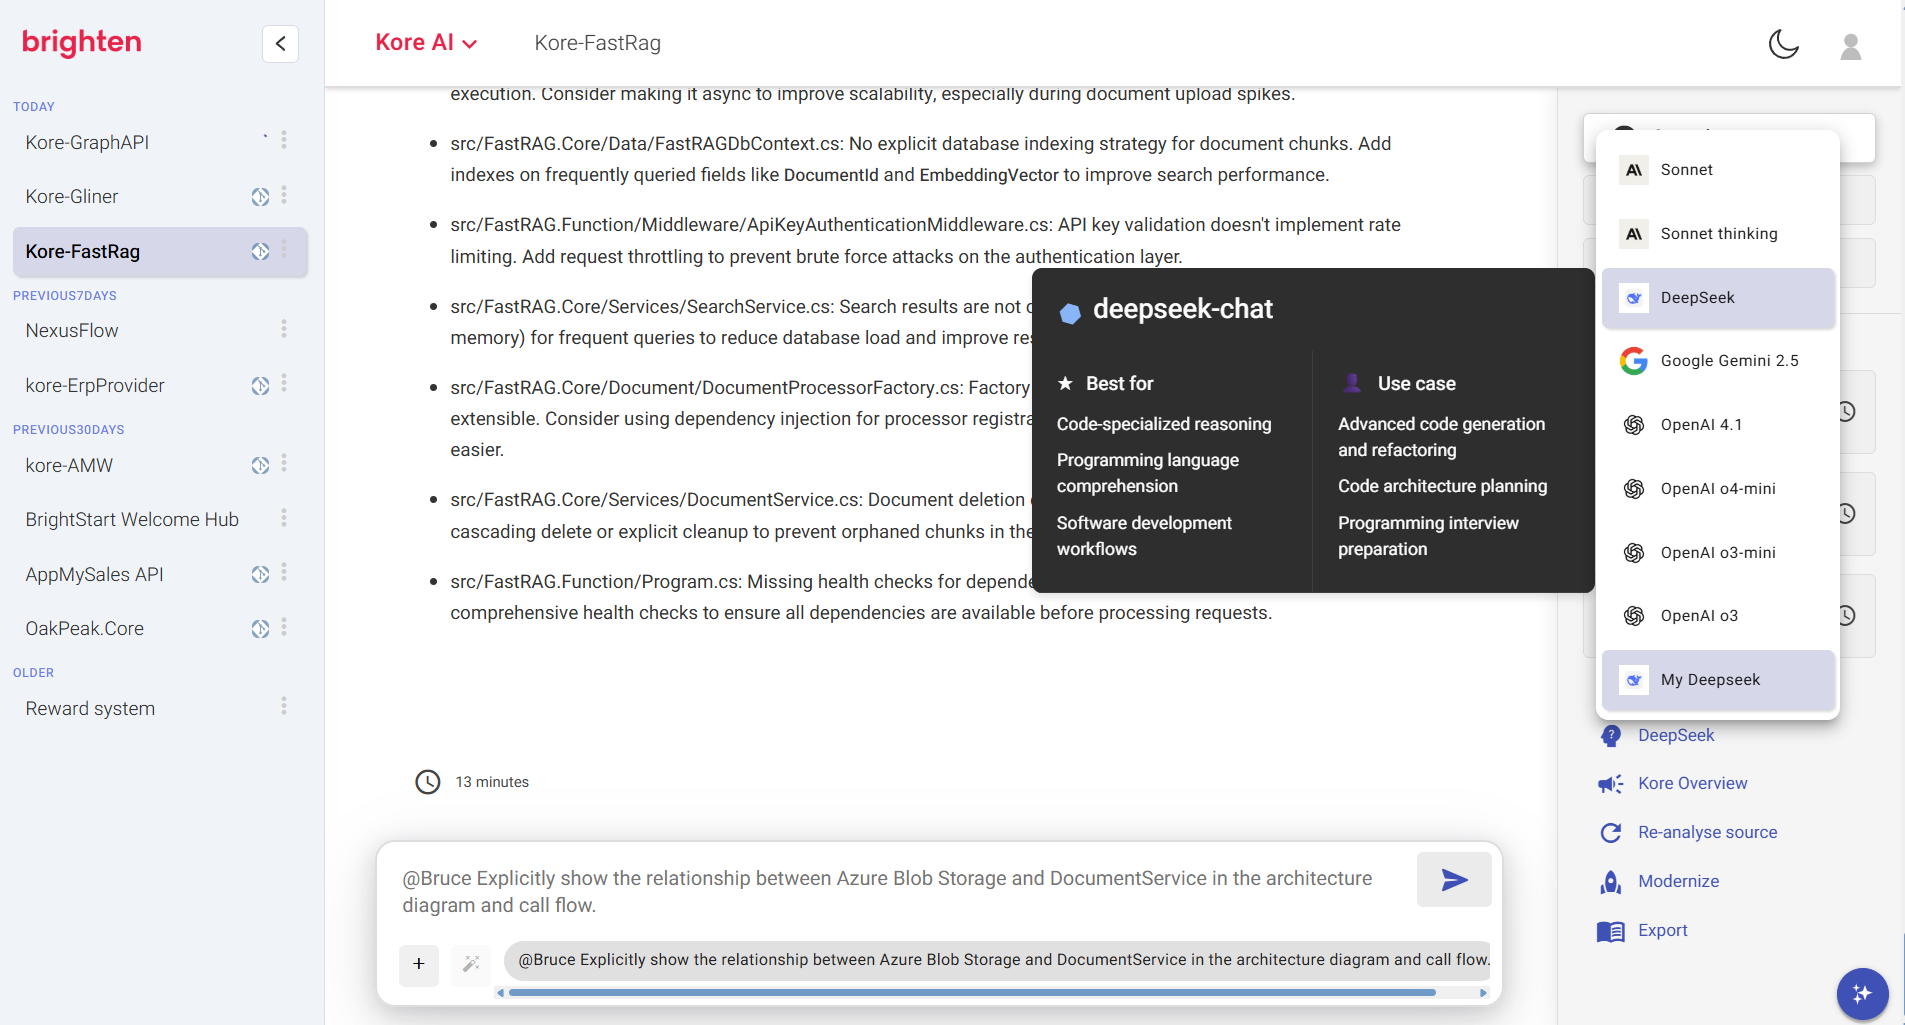 brighten
TODAY
Kore-GraphAPI
Kore-Gliner
Kore-FastRag
PREVIOUS7DAYS
NexusFlow
kore-ErpProvider
PREVIOUS30DAYS
kore-AMW
BrightStart Welcome Hub
AppMySales API
OakPeak.Core
OLDER
Reward system
Kore AI
Kore-FastRag
execution. Consider making it async to improve scalability, especially during document upload spikes.
src/FastRAG.Core/Data/FastRAGDbContext.cs: No explicit database indexing strategy for document chunks. Add
indexes on frequently queried fields like DocumentId and EmbeddingVector to improve search performance.
src/FastRAG.Function/Middleware/ApiKeyAuthenticationMiddleware.cs: API key validation doesn't implement rate
limiting. Add request throttling to prevent brute force attacks on the authentication layer.
src/FastRAG.Core/Services/SearchService.cs: Search results are not
memory) for frequent queries to reduce database load and improve
src/FastRAG.Core/Document/DocumentProcessorFactory.cs: Factory
extensible. Consider using dependency injection for processor
easier.
src/FastRAG.Core/Services/DocumentService.cs: Document deletion
cascading delete or explicit cleanup to prevent orphaned chunks in the
src/FastRAG.Function/Program.cs: Missing health checks for
comprehensive health checks to ensure all dependencies are available before processing requests.
13 minutes
deepseek-chat
Best for
Code-specialized reasoning
Programming language
comprehension
Software development
workflows
Use case
Advanced code generation
and refactoring
Code architecture planning
Programming interview
preparation
Sonnet
Sonnet thinking
DeepSeek
Google Gemini 2.5
OpenAI 4.1
OpenAI o4-mini
OpenAI o3-mini
OpenAI o3
My Deepseek
DeepSeek
Kore Overview
Re-analyse source
Modernize
Export
@Bruce Explicitly show the relationship between Azure Blob Storage and DocumentService in the architecture
diagram and call flow.
@Bruce Explicitly show the relationship between Azure Blob Storage and DocumentService in the architecture diagram and call flow.